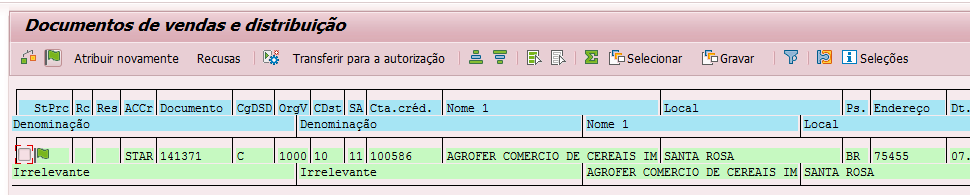 Documentos de vendas e distribuição
Atribuir novamente Recusas Transferir para a autorização Selecionar Gravar Seleções
StPrc Rc Res ACCr Documento CgDSD OrgV CDst SA Cta.créd. Nome 1 Local Ps. Endereço Dt.
Denominação Denominação Nome 1 Local
STAR 141371 C 1000 10 11 100586 AGROFER COMERCIO DE CEREAIS IM SANTA ROSA BR 75455 07.
Irrelevante Irrelevante AGROFER COMERCIO DE CEREAIS IM SANTA ROSA